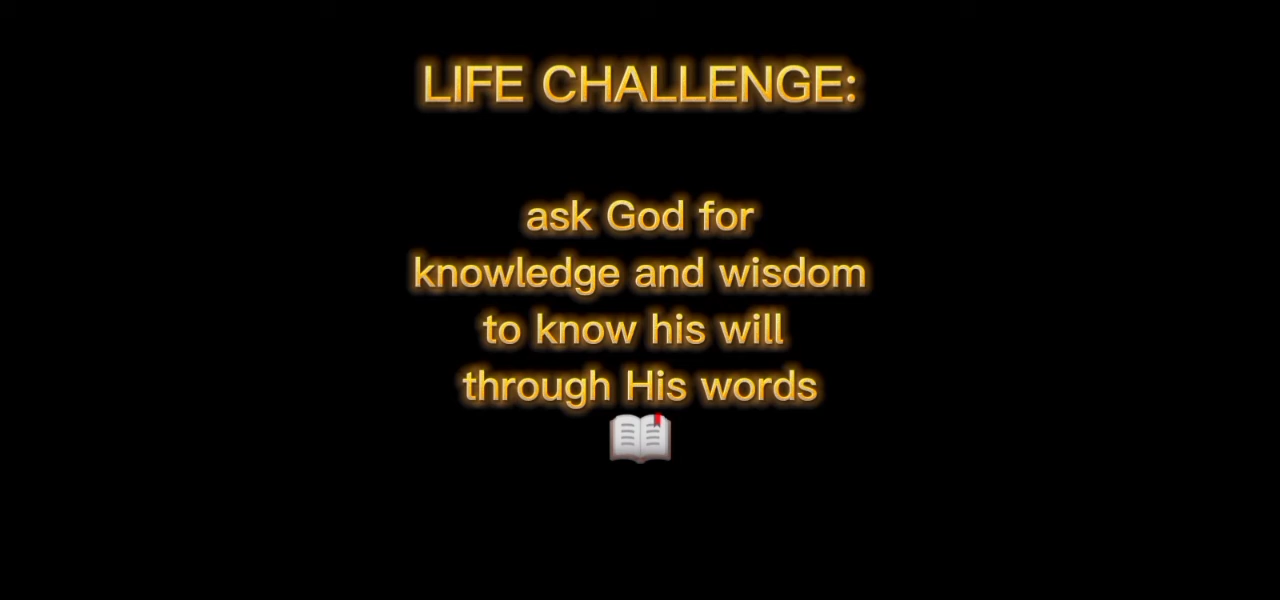 LIFE CHALLENGE:
ask God for
knowledge and wisdom
to know his will
through His words